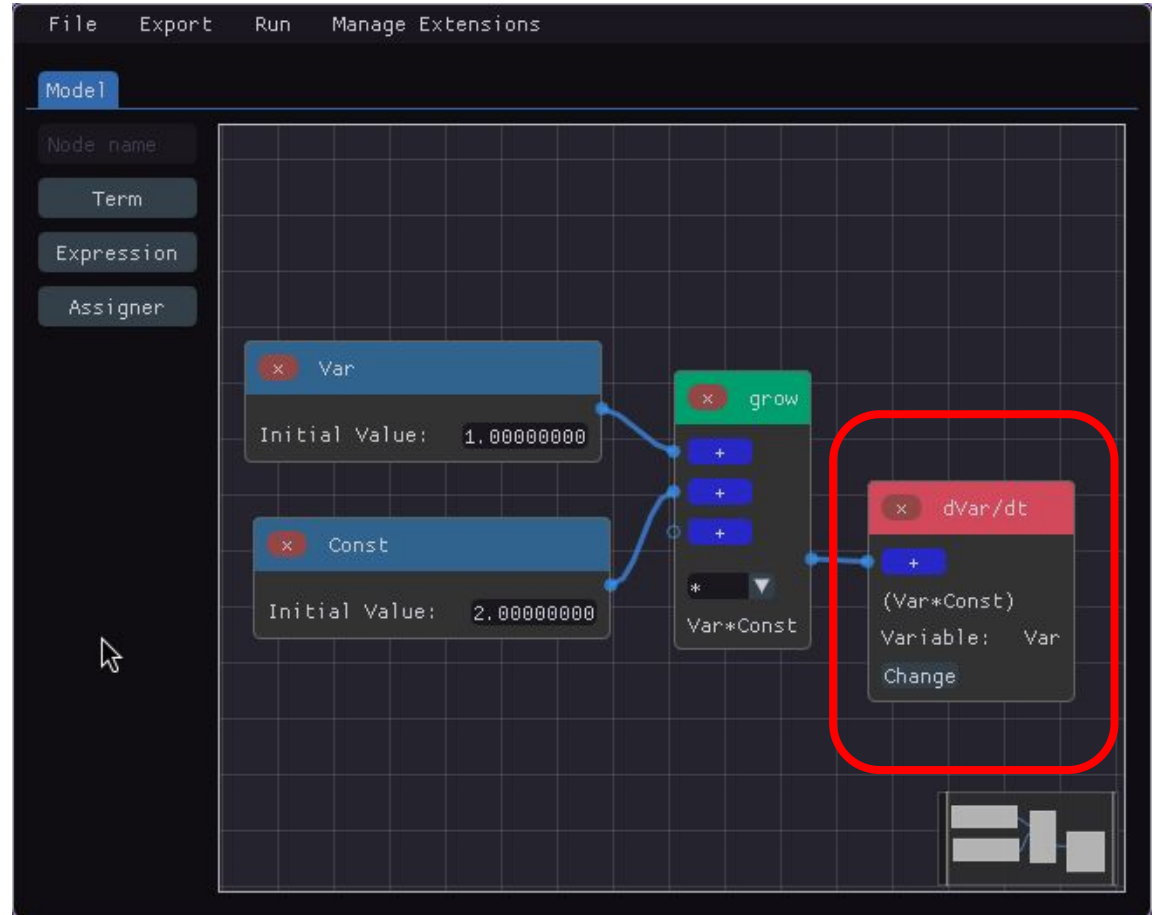 File Export Run Manage Extensions
Model
Node name
Term
Expression
Assigner
x Var
Initial Value: 1.00000000
x Const
Initial Value: 2.00000000
x grow
+
+
+
*
Var*Const
x dVar/dt
+
(Var*Const)
Variable: Var
Change